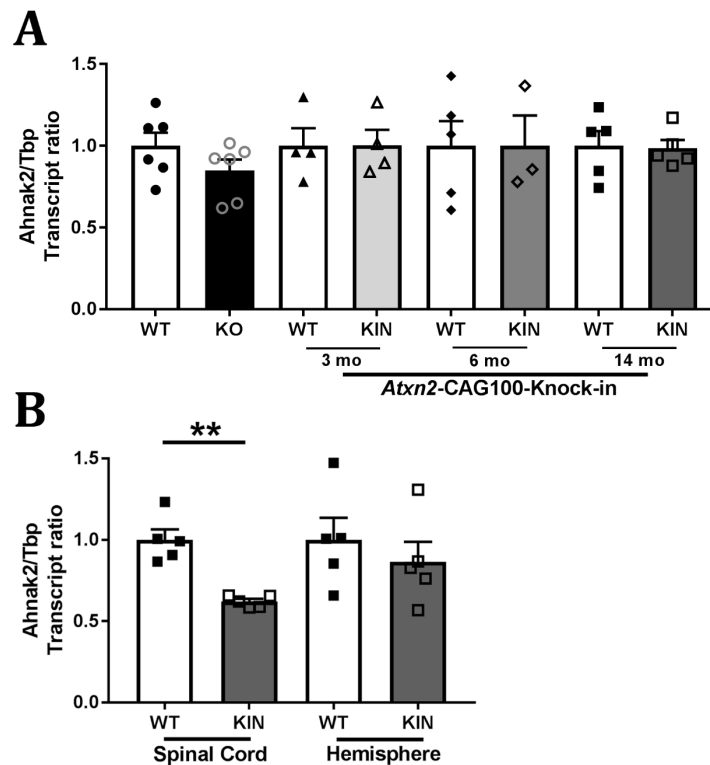 A
Ahnak2/Tbp
Transcript ratio
1.5
1.0
0.5
0.0
WT KO WT KIN WT KIN WT KIN
3 mo 6 mo 14 mo
Atxn2-CAG100-Knock-in
B
**
Ahnak2/Tbp
Transcript ratio
1.5
1.0
0.5
0.0
WT KIN WT KIN
Spinal Cord Hemisphere